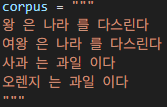 corpus = """
왕 은 나라 를 다스린다
여왕 은 나라 를 다스린다
사과 는 과일 이다
오렌지 는 과일 이다
"""